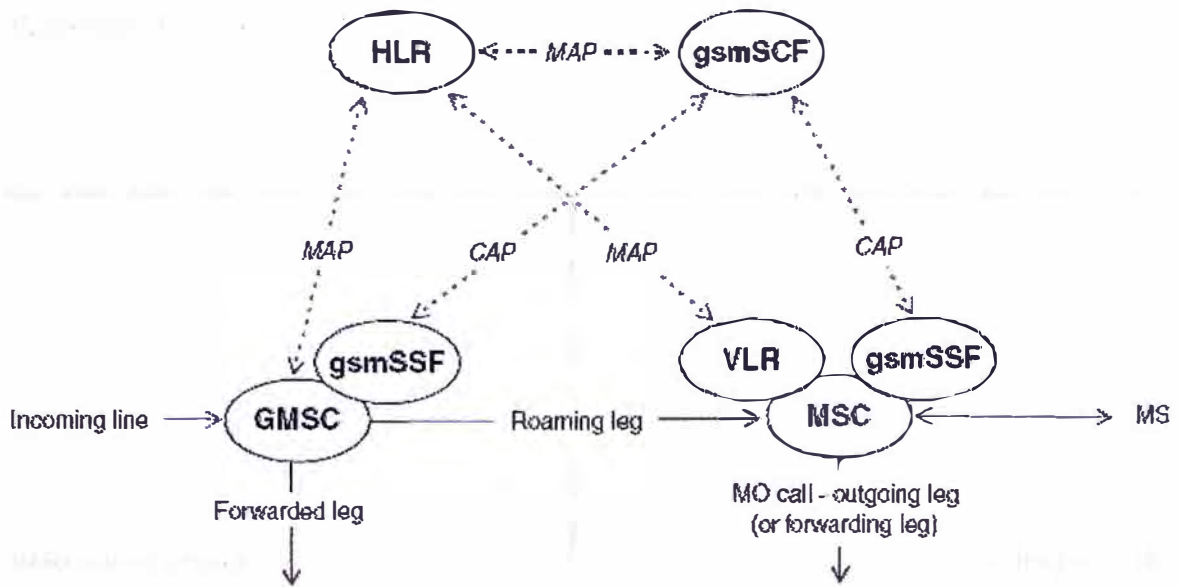 HLR
MAP
gsmSCF
MAP
CAP
MAP
CAP
gsmSSF
VLR
gsmSSF
Incoming line
GMSC
Roaming leg
MSC
MS
Forwarded leg
MO call - outgoing leg
(or forwarding leg)